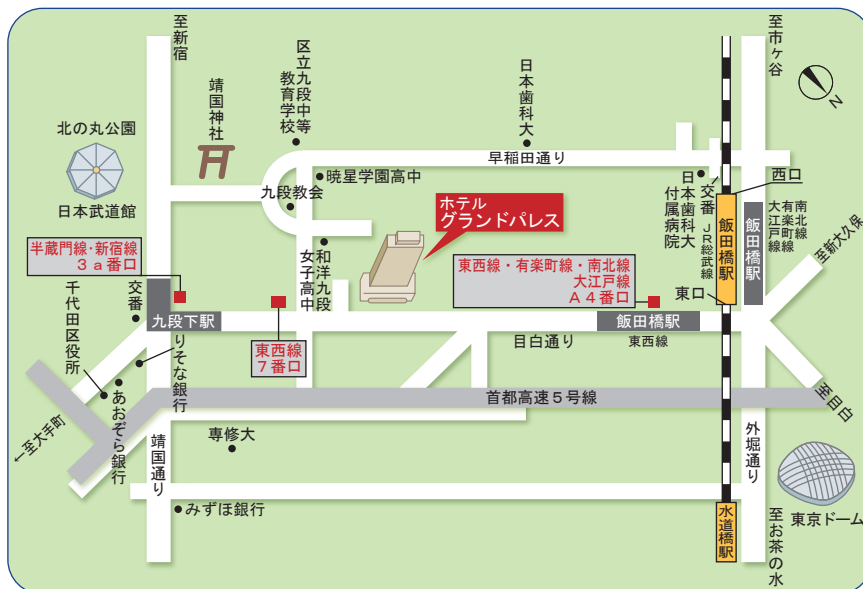 至新宿
靖国神社
区立九段中等
教育学校
日本歯科大
至市ヶ谷
N
北の丸公園
日本武道館
早稲田通り
暁星学園高中
九段教会
ホテル
グランドパレス
日本歯科大
付属病院
交番
JR総武線
西口
飯田橋駅
飯田橋駅
南北線
有楽町線
大江戸線
至新大久保
半蔵門線・新宿線
3a番口
和洋九段
女子高中
東西線・有楽町線・南北線
大江戸線
A4番口
東口
交番
千代田区役所
九段下駅
東西線
7番口
目白通り
飯田橋駅
東西線
りそな銀行
あおぞら銀行
首都高速5号線
至目白
←至大手町
靖国通り
専修大
外堀通り
みずほ銀行
水道橋駅
東京ドーム
至お茶の水